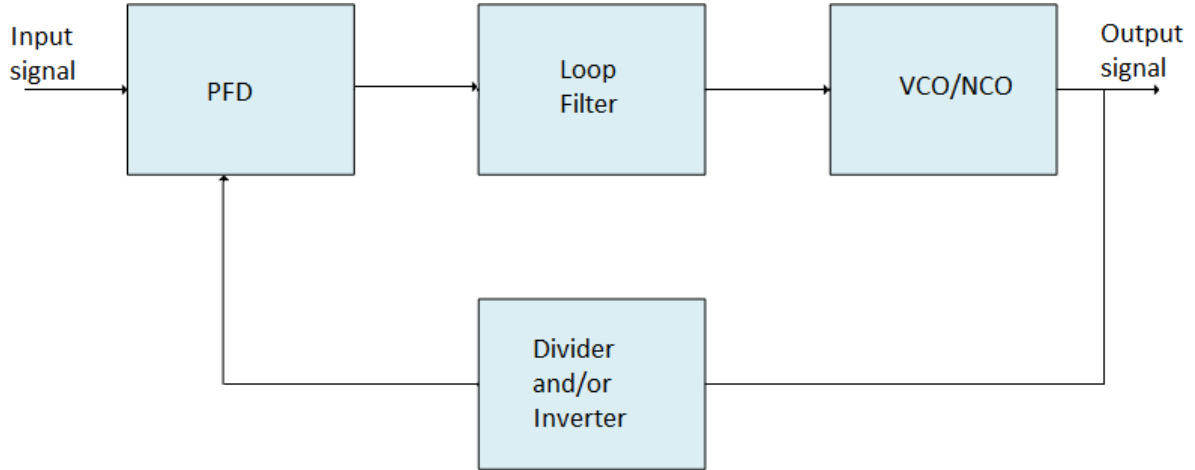 Input
signal
PFD
Loop
Filter
VCO/NCO
Output
signal
Divider
and/or
Inverter